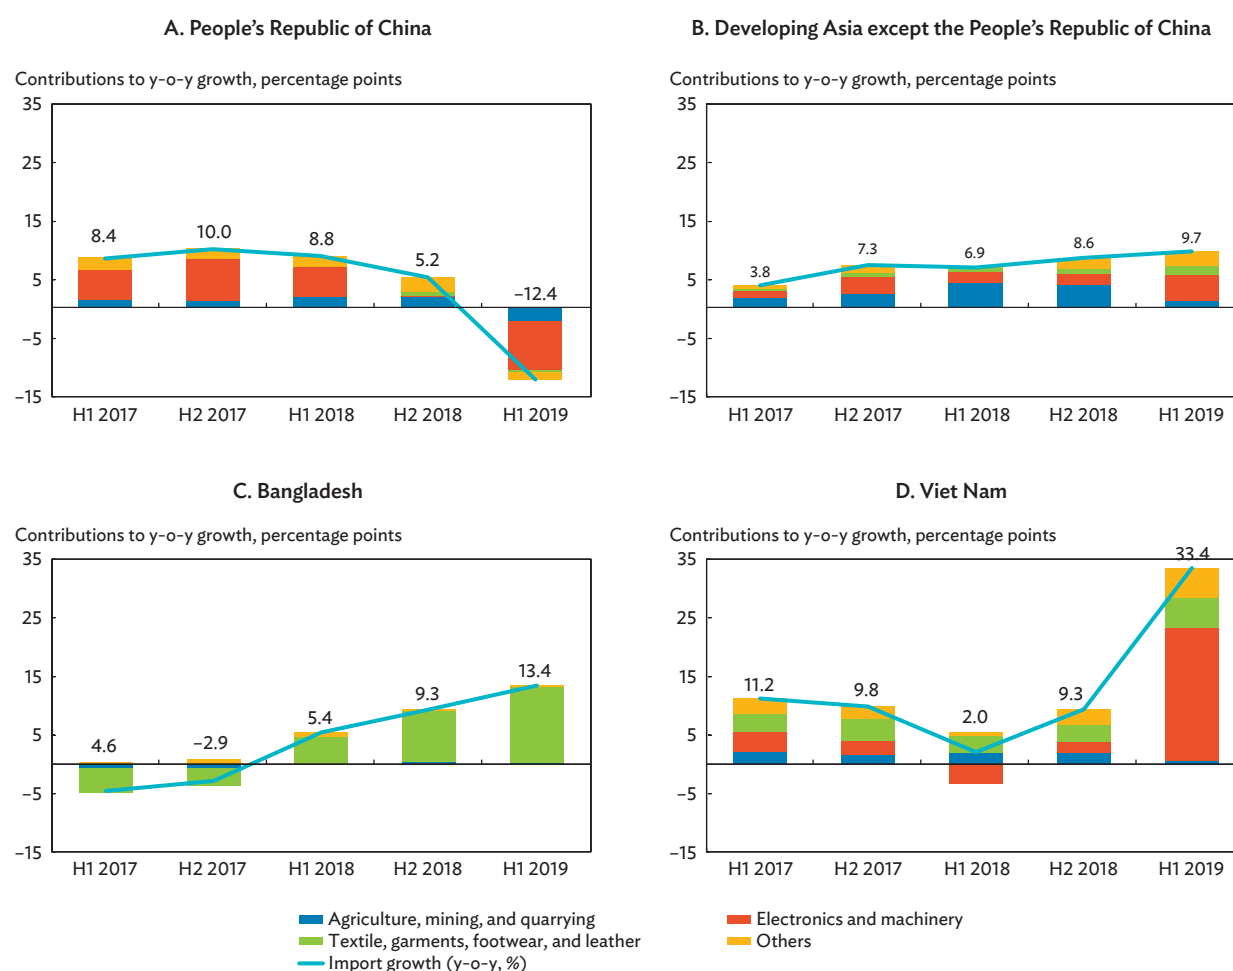 A. People's Republic of China
Contributions to y-o-y growth, percentage points
35
25
15
5
−5
−15
8.4
10.0
8.8
5.2
−12.4
H1 2017
H2 2017
H1 2018
H2 2018
H1 2019
B. Developing Asia except the People's Republic of China
Contributions to y-o-y growth, percentage points
35
25
15
5
−5
−15
3.8
7.3
6.9
8.6
9.7
H1 2017
H2 2017
H1 2018
H2 2018
H1 2019
C. Bangladesh
Contributions to y-o-y growth, percentage points
35
25
15
5
−5
−15
4.6
−2.9
5.4
9.3
13.4
H1 2017
H2 2017
H1 2018
H2 2018
H1 2019
D. Viet Nam
Contributions to y-o-y growth, percentage points
35
25
15
5
−5
−15
11.2
9.8
2.0
9.3
33.4
H1 2017
H2 2017
H1 2018
H2 2018
H1 2019
Agriculture, mining, and quarrying
Electronics and machinery
Textile, garments, footwear, and leather
Others
Import growth (y-o-y, %)